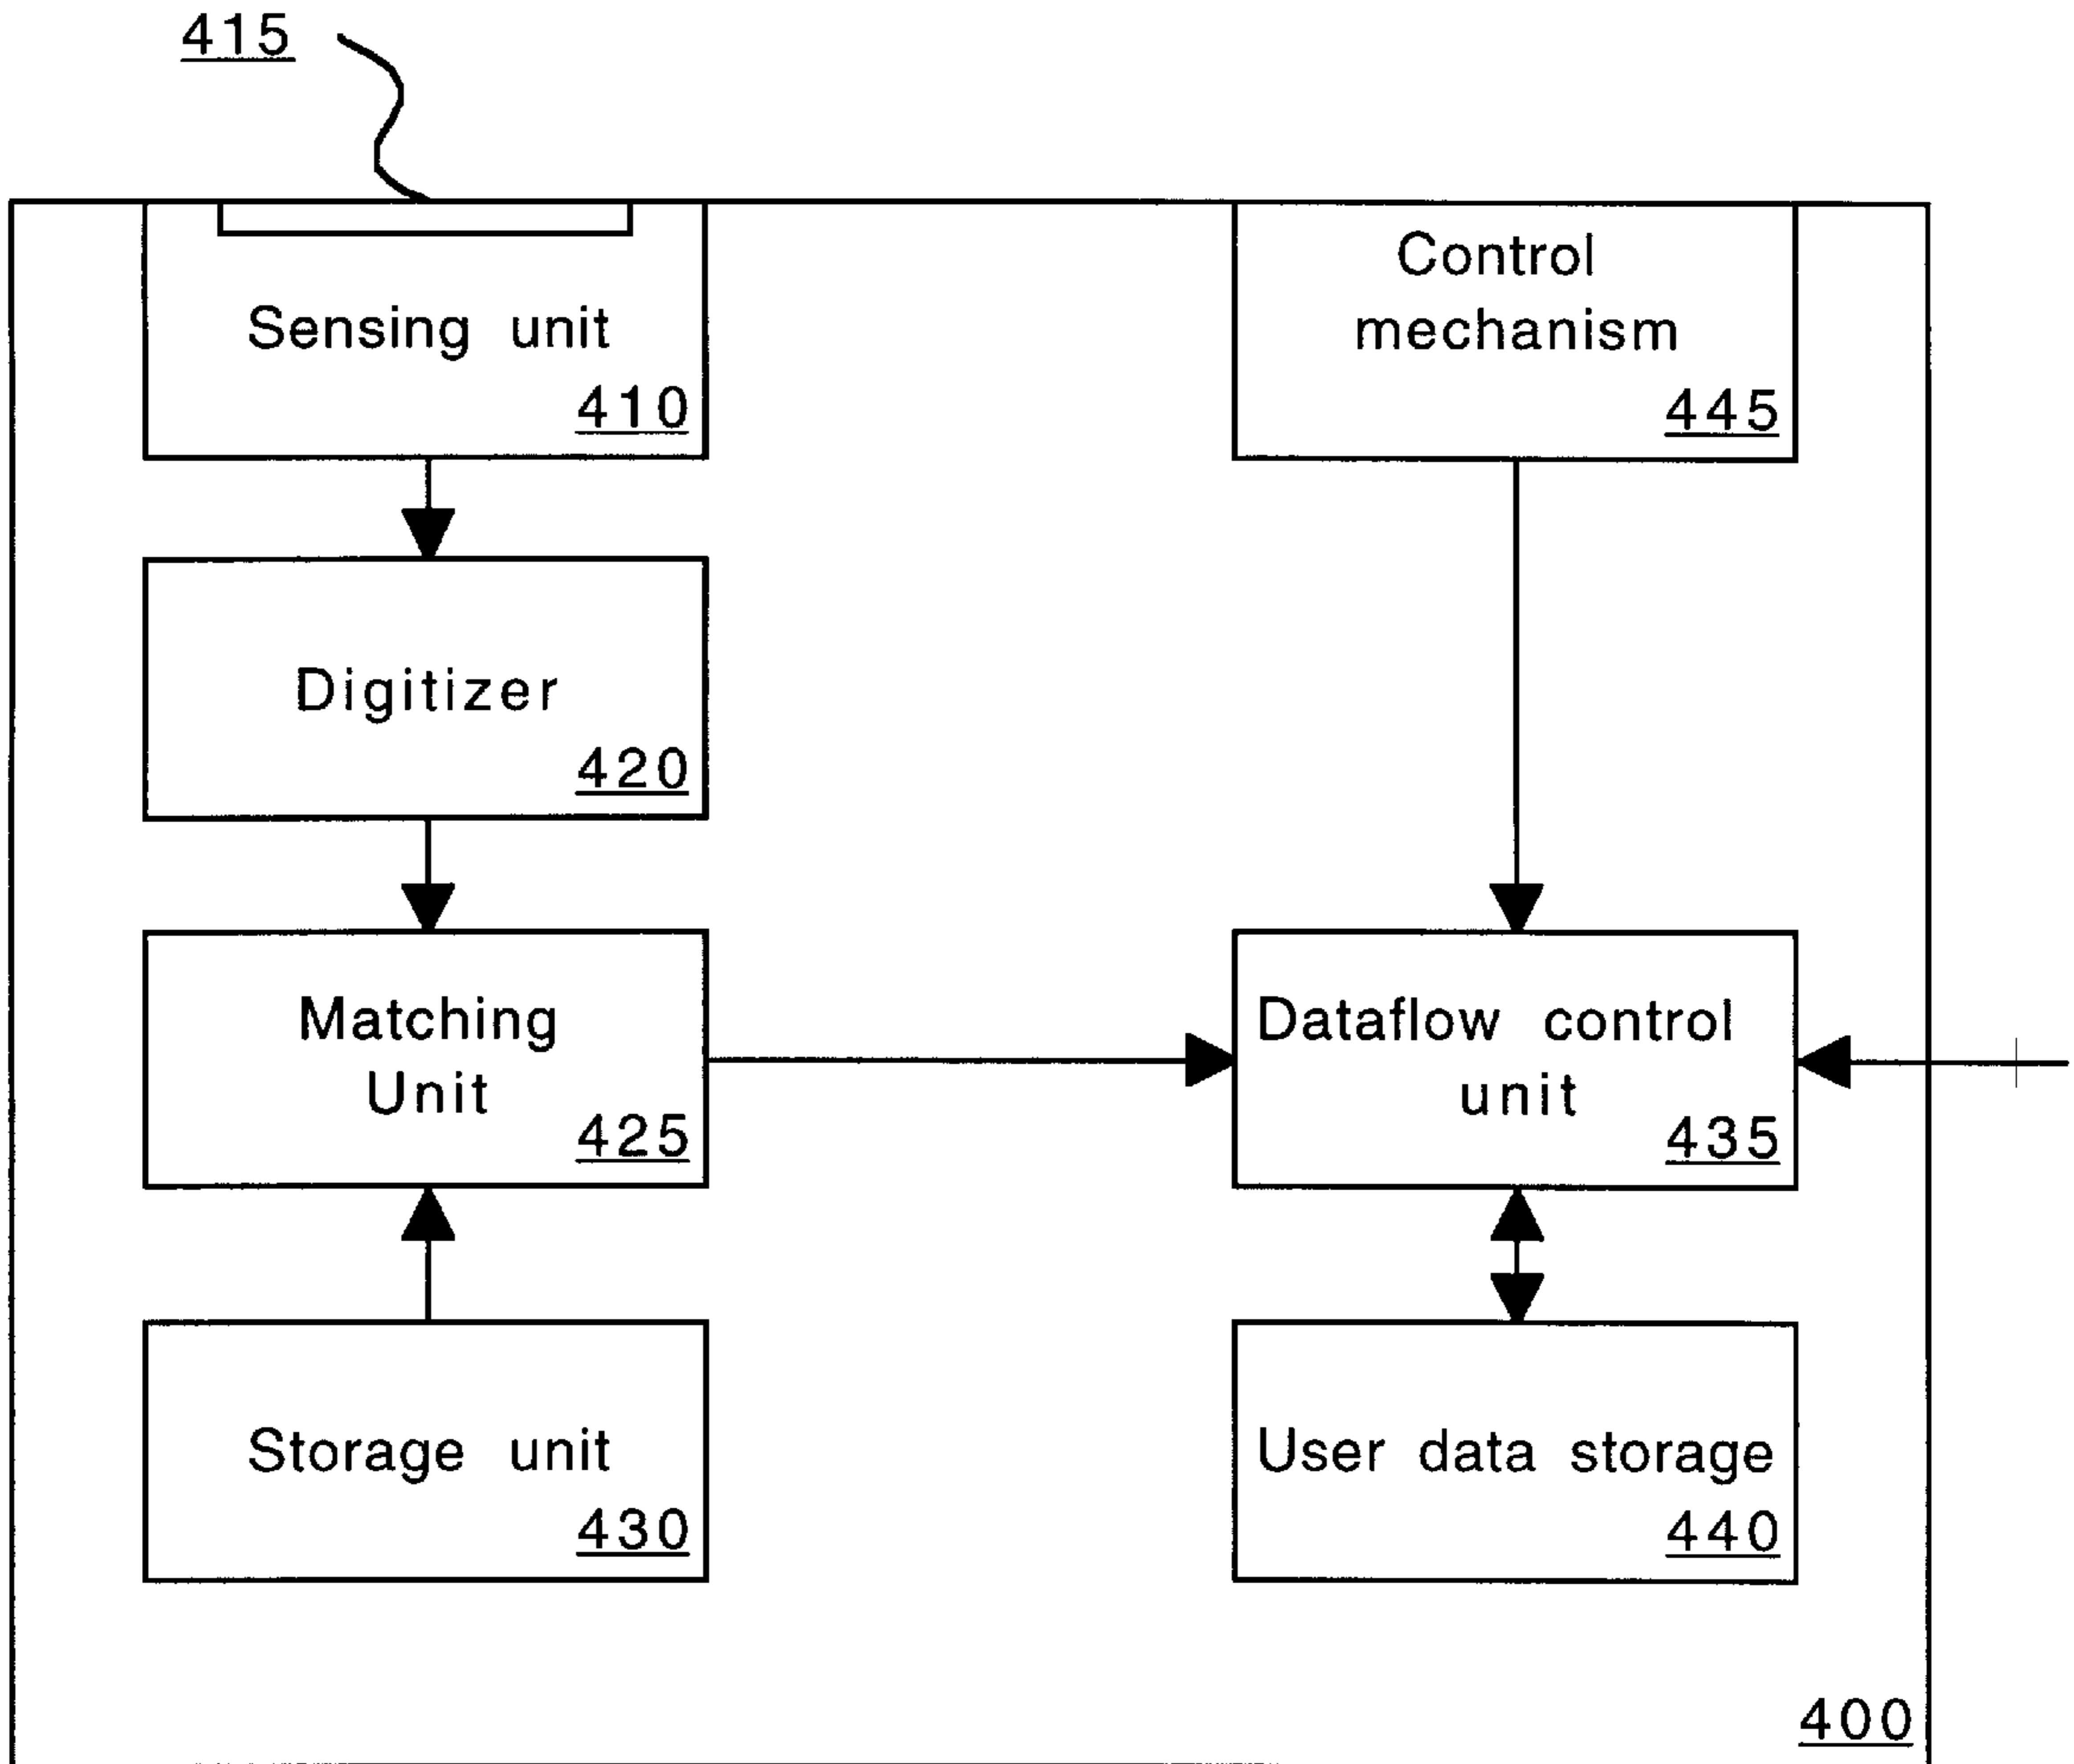 415
Sensing unit
410
Control
mechanism
445
Digitizer
420
Matching
Unit
425
Dataflow control
unit
435
Storage unit
430
User data storage
440
400